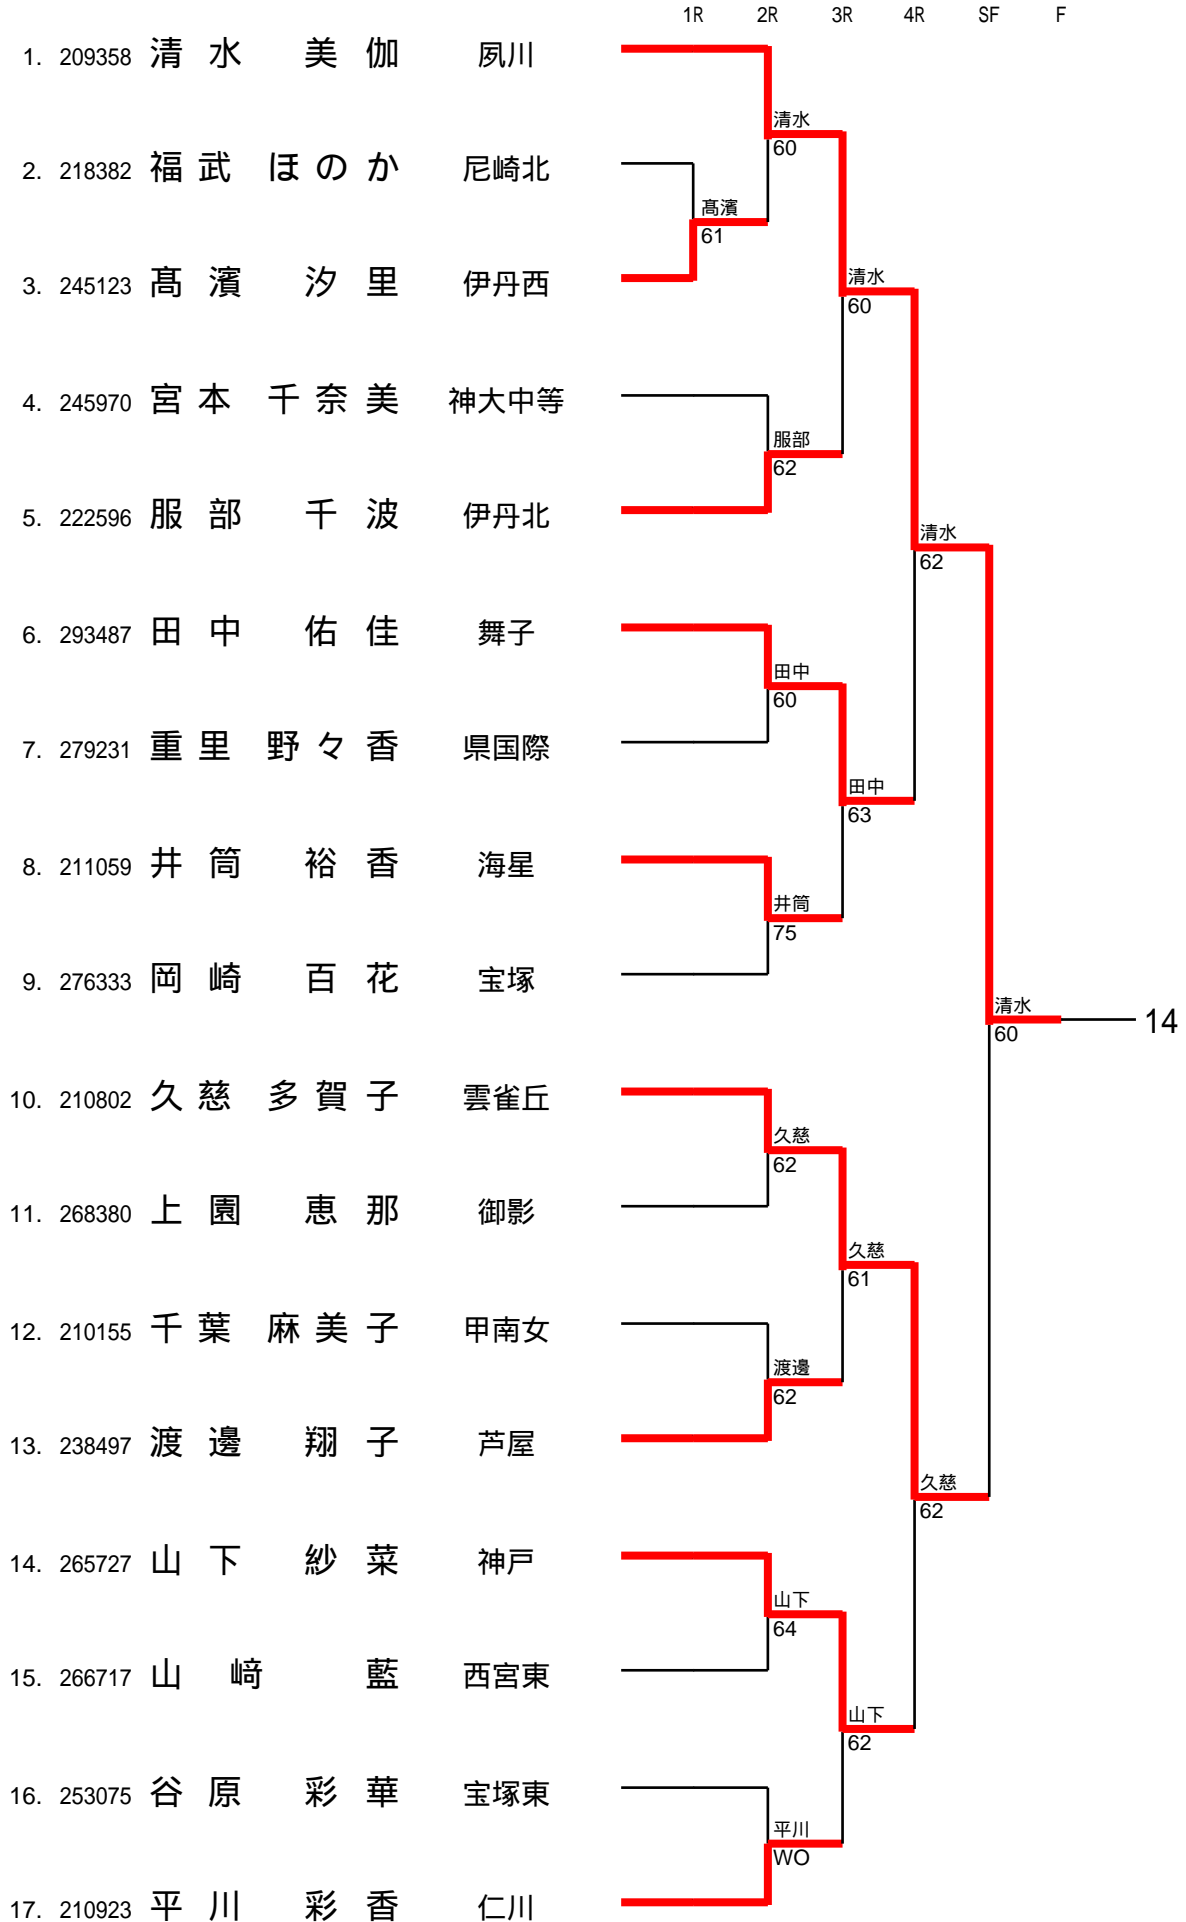 1R 2R 3R 4R SF F
1. 209358 清水 美伽 夙川
清水
60
2. 218382 福武 ほのか 尼崎北
髙濱
61
3. 245123 髙濱 汐里 伊丹西
清水
60
4. 245970 宮本 千奈美 神大中等
服部
62
5. 222596 服部 千波 伊丹北
清水
62
6. 293487 田中 佑佳 舞子
田中
60
7. 279231 重里 野々香 県国際
田中
63
8. 211059 井筒 裕香 海星
井筒
75
9. 276333 岡崎 百花 宝塚
清水
60
14
10. 210802 久慈 多賀子 雲雀丘
久慈
62
11. 268380 上園 恵那 御影
久慈
61
12. 210155 千葉 麻美子 甲南女
渡邊
62
13. 238497 渡邊 翔子 芦屋
久慈
62
14. 265727 山下 紗菜 神戸
山下
64
15. 266717 山﨑 藍 西宮東
山下
62
16. 253075 谷原 彩華 宝塚東
平川
WO
17. 210923 平川 彩香 仁川